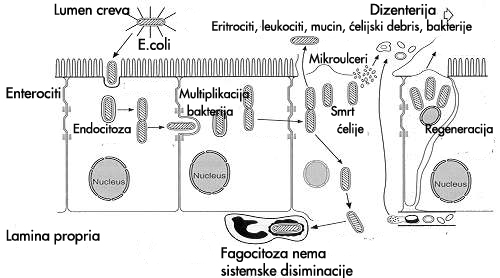 Lumen creva
Dizenterija
Eritrociti, leukociti, mucin, ćelijski debris, bakterije
E.coli
Mikroulceri
Enterociti
Multiplikacija
bakterija
Endocitoza
Smrt
ćelije
Regeneracija
Nucleus
Nucleus
Nucleus
Lamina propria
Fagocitoza nema
sistemske disiminacije